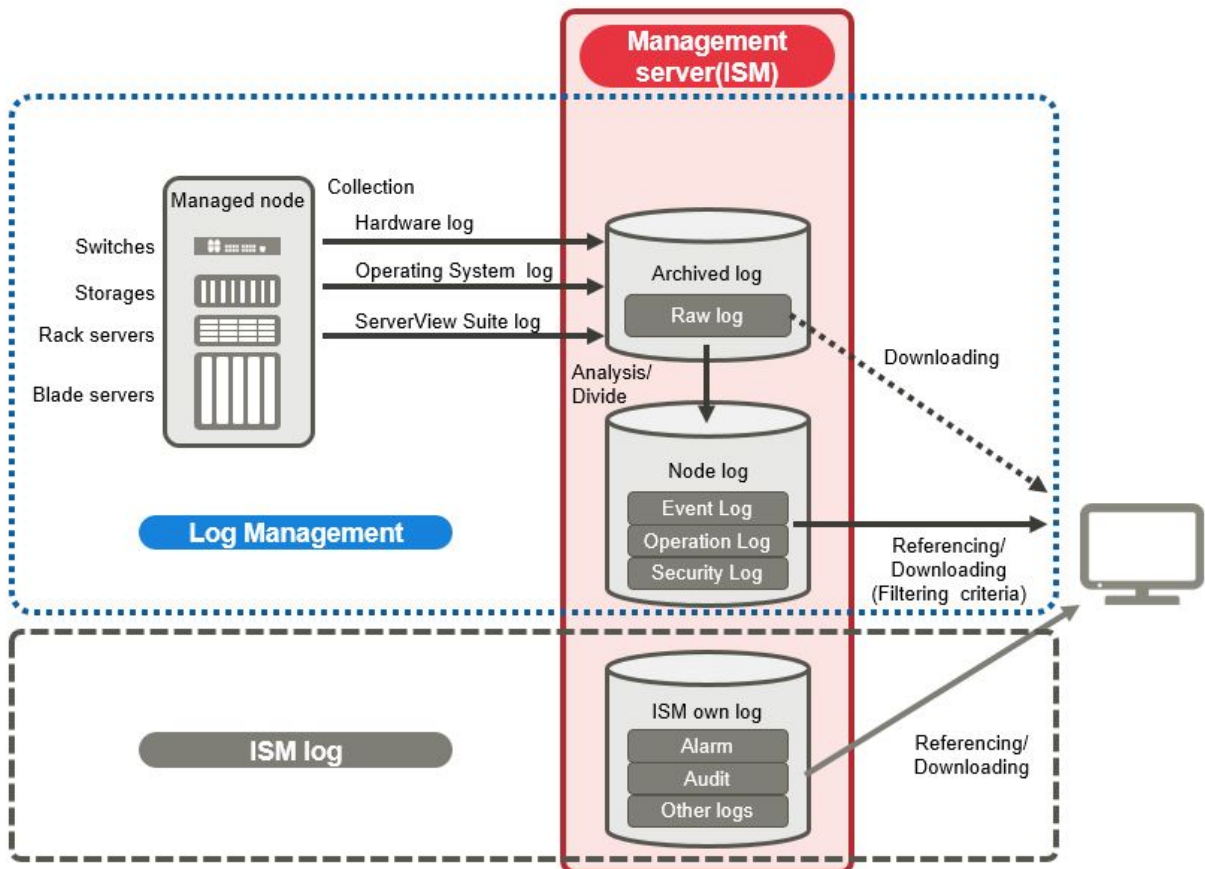 Management
server(ISM)
Managed node
Switches
Storages
Rack servers
Blade servers
Collection
Hardware log
Operating System log
ServerView Suite log
Archived log
Raw log
Downloading
Analysis/
Divide
Node log
Event Log
Operation Log
Security Log
Referencing/
Downloading
(Filtering criteria)
Log Management
ISM own log
Alarm
Audit
Other logs
Referencing/
Downloading
ISM log